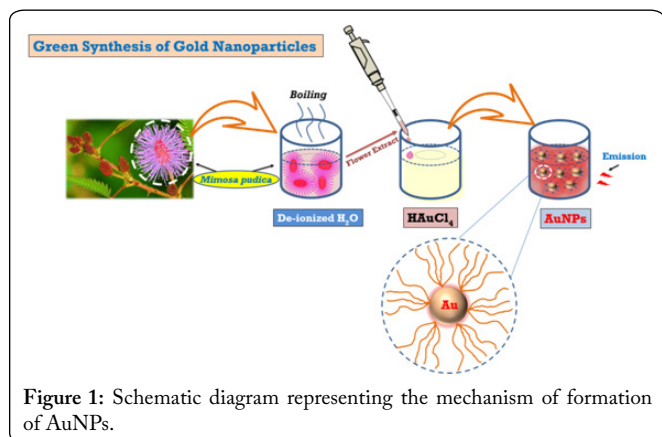 Green Synthesis of Gold Nanoparticles
Boiling
Mimosa pudica
Flower Extract
De-ionized H₂O
HAuCl₄
AuNPs
Emission
Au
Figure 1: Schematic diagram representing the mechanism of formation
of AuNPs.